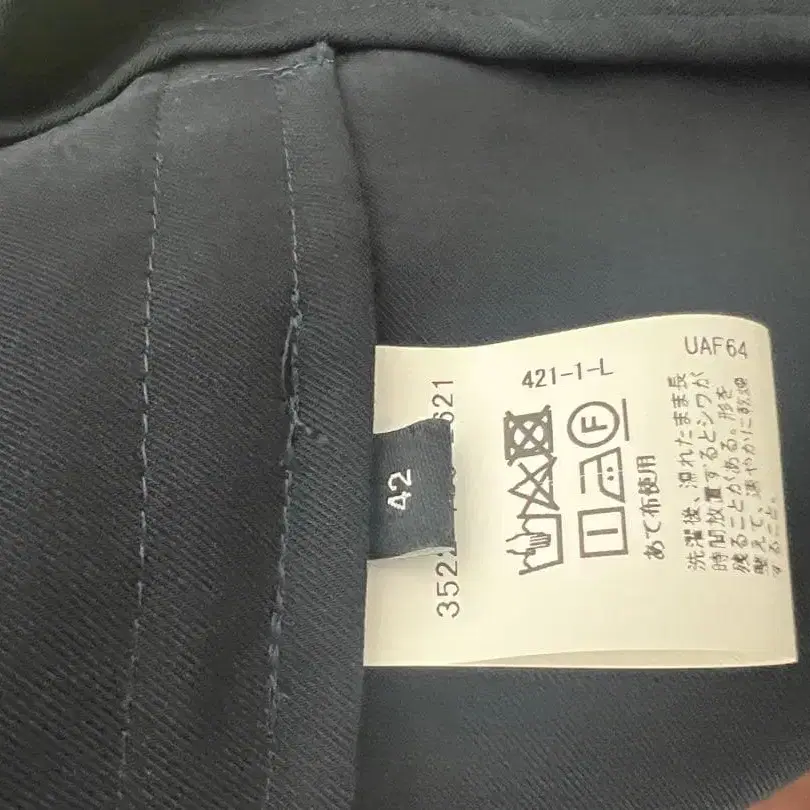 UAF64
421-1-L
F
あて布使用
洗濯後、濡れたまま長
時間放置するとシワが
残ることがある。形を
整えて、速やかに乾燥
すること。
42
352
621